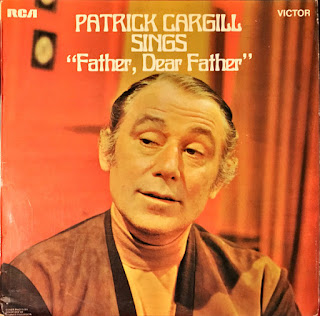 RCA
VICTOR
PATRICK CARGILL
SINGS
"Father, Dear Father"